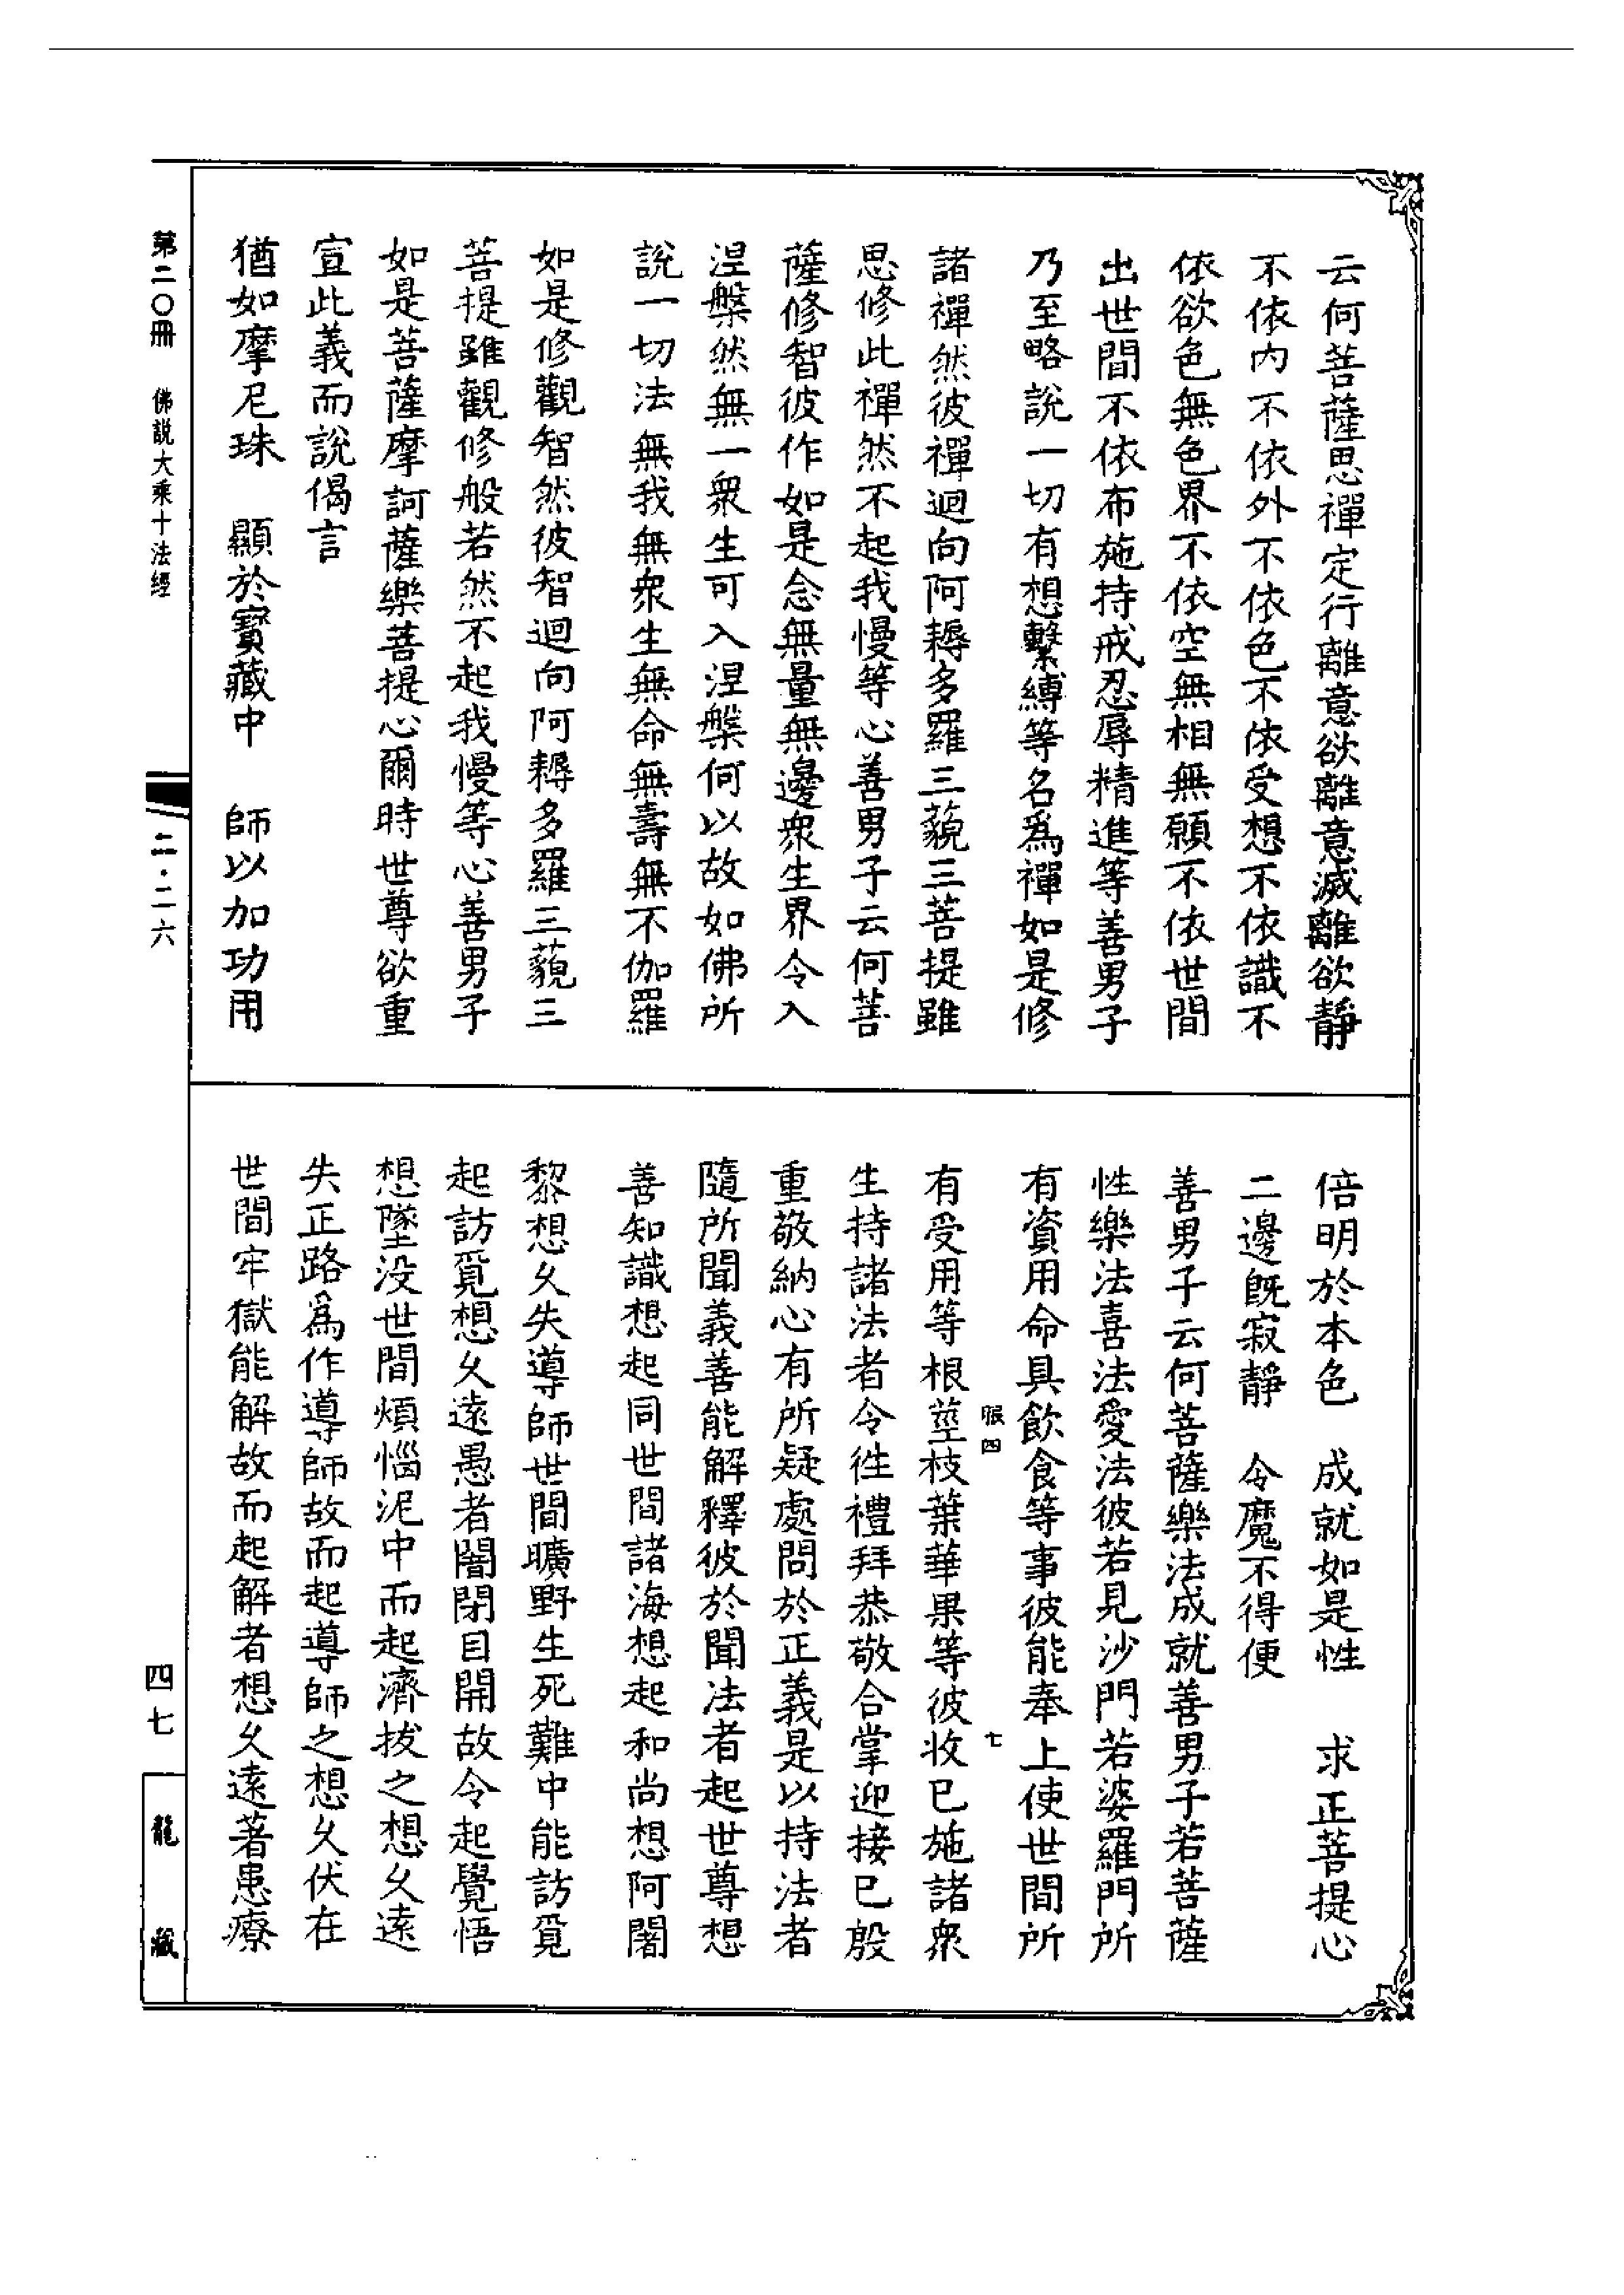 云何菩薩思禪定行離意欲離意滅離欲靜
不依内不依外不依色不依受想不依識不
依欲色無色界不依空無相無願不依世間
出世間不依布施持戒忍辱精進等善男子
乃至略說一切有想繫縛等名爲禪如是修
諸禪然彼禪迴向阿耨多羅三藐三菩提雖
思修此禪然不起我慢等心善男子云何菩
薩修智彼作如是念無量無邊衆生界令入
涅槃然無一衆生可入涅槃何以故如佛所
說一切法無我無衆生無命無壽無不伽羅
如是修觀智然彼智迴向阿耨多羅三藐三
菩提雖觀修般若然不起我慢等心善男子
如是菩薩摩訶薩樂菩提心爾時世尊欲重
宣此義而說偈言
猶如摩尼珠　顯於寳藏中　師以加功用
倍明於本色　成就如是性　求正菩提心
二邊旣寂靜　令魔不得便
善男子云何菩薩樂法成就善男子若菩薩
性樂法喜法愛法彼若見沙門若婆羅門所
有資用命具飲食等事彼能奉上使世間所
服四　七
有受用等根莖枝葉華果等彼收已施諸衆
生持諸法者令徃禮拜恭敬合掌迎接已殷
重敬納心有所疑處問於正義是以持法者
隨所聞義善能解釋彼於聞法者起世尊想
善知識想起同世間諸海想起和尚想阿闍
黎想乆失導師世間曠野生死難中能訪覓
起訪覓想乆遠愚者闇閉目開故令起覺悟
想墜没世間煩惱泥中而起濟拔之想乆遠
失正路爲作導師故而起導師之想乆伏在
世間牢獄能解故而起解者想乆遠著患療
第二〇冊　佛説大乘十法經
二·二六
四七
龍藏